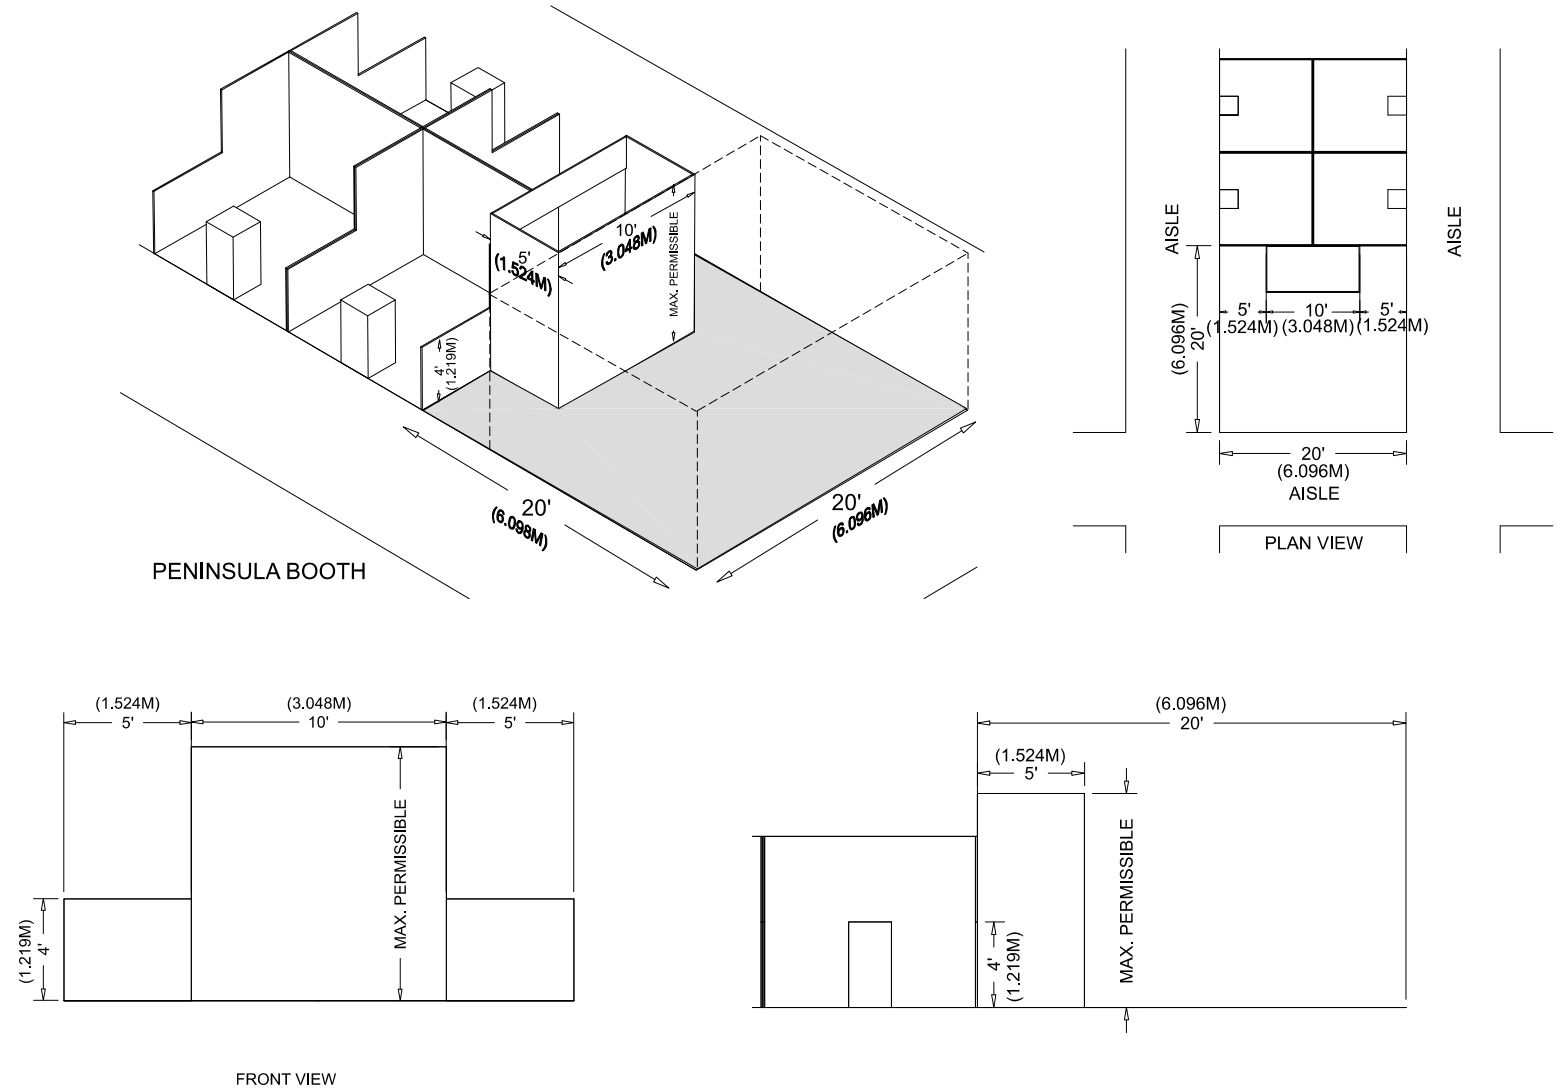 10'
(3.048M)
5'
(1.524M)
MAX. PERMISSIBLE
4'
(1.219M)
20'
(6.098M)
20'
(6.096M)
PENINSULA BOOTH
AISLE
AISLE
5'
10'
5'
(1.524M)
(3.048M)
(1.524M)
20'
(6.096M)
20'
(6.096M)
AISLE
PLAN VIEW
(1.524M)
(3.048M)
(1.524M)
5'
10'
5'
MAX. PERMISSIBLE
4'
(1.219M)
FRONT VIEW
(6.096M)
20'
(1.524M)
5'
MAX. PERMISSIBLE
4'
(1.219M)